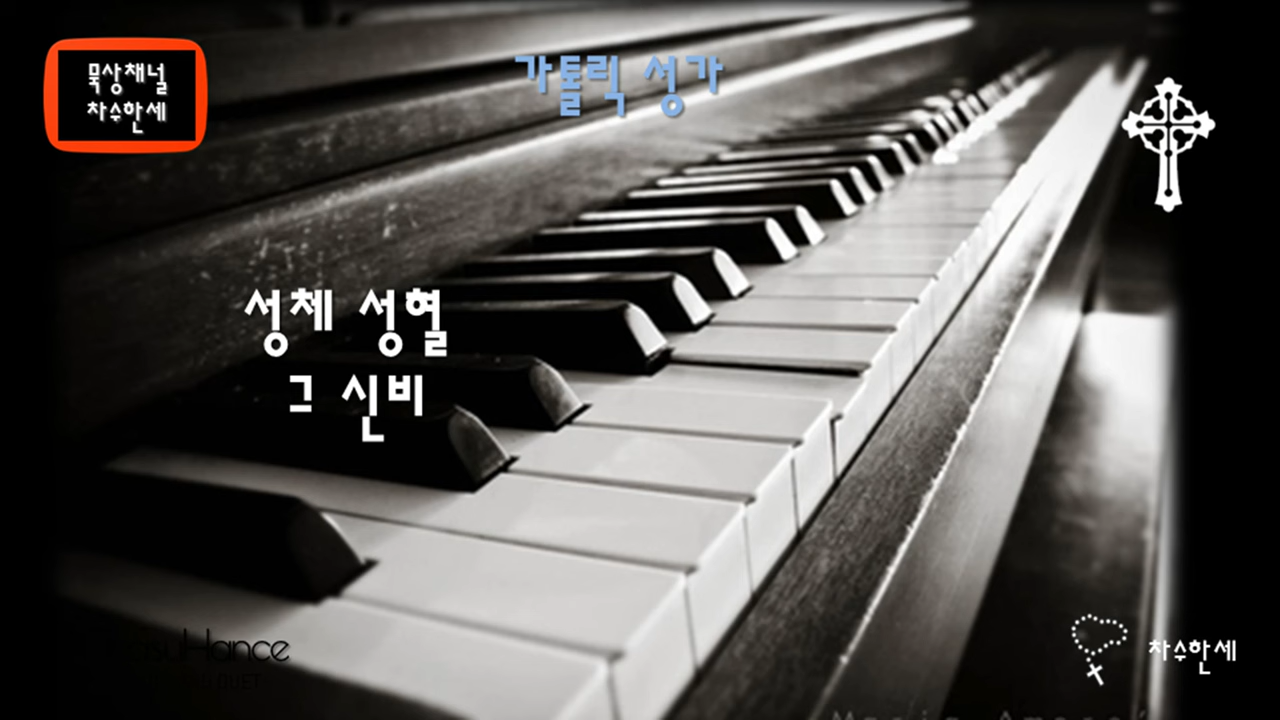 묵상채널
차수한세
가톨릭 성가
성체 성혈
그 신비
차수한세